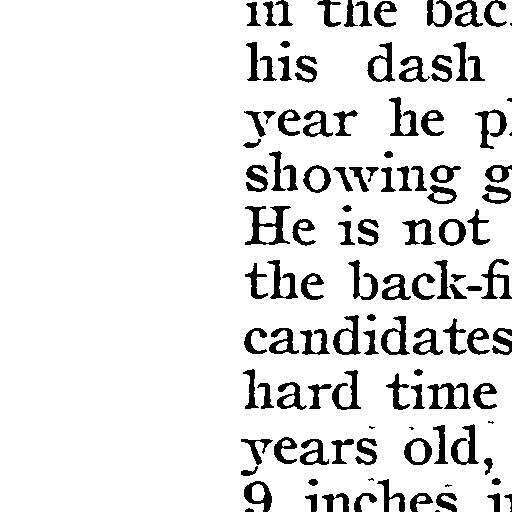 in the bac
his dash
year he p
showing g
He is not
the back-fi
candidates
hard time
years old,
9 inches i